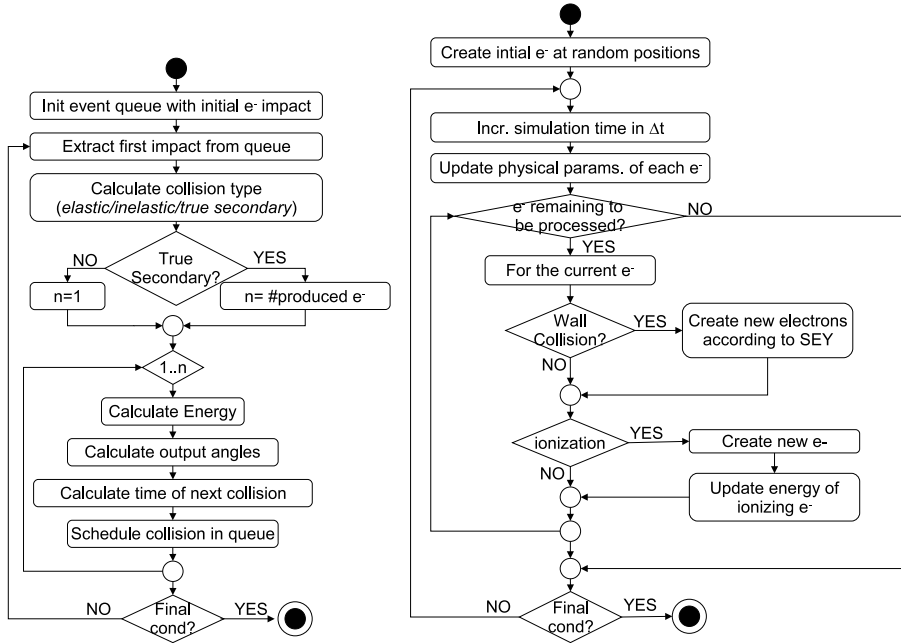 Init event queue with initial e- impact
Extract first impact from queue
Calculate collision type
(elastic/inelastic/true secondary)
NO
True
Secondary?
YES
n=1
n= #produced e-
1..n
Calculate Energy
Calculate output angles
Calculate time of next collision
Schedule collision in queue
NO
Final
cond?
YES
Create intial e- at random positions
Incr. simulation time in Δt
Update physical params. of each e-
e- remaining to
be processed?
NO
YES
For the current e-
Wall
Collision?
YES
Create new electrons
according to SEY
NO
ionization
YES
Create new e-
NO
Update energy of
ionizing e-
NO
Final
cond?
YES